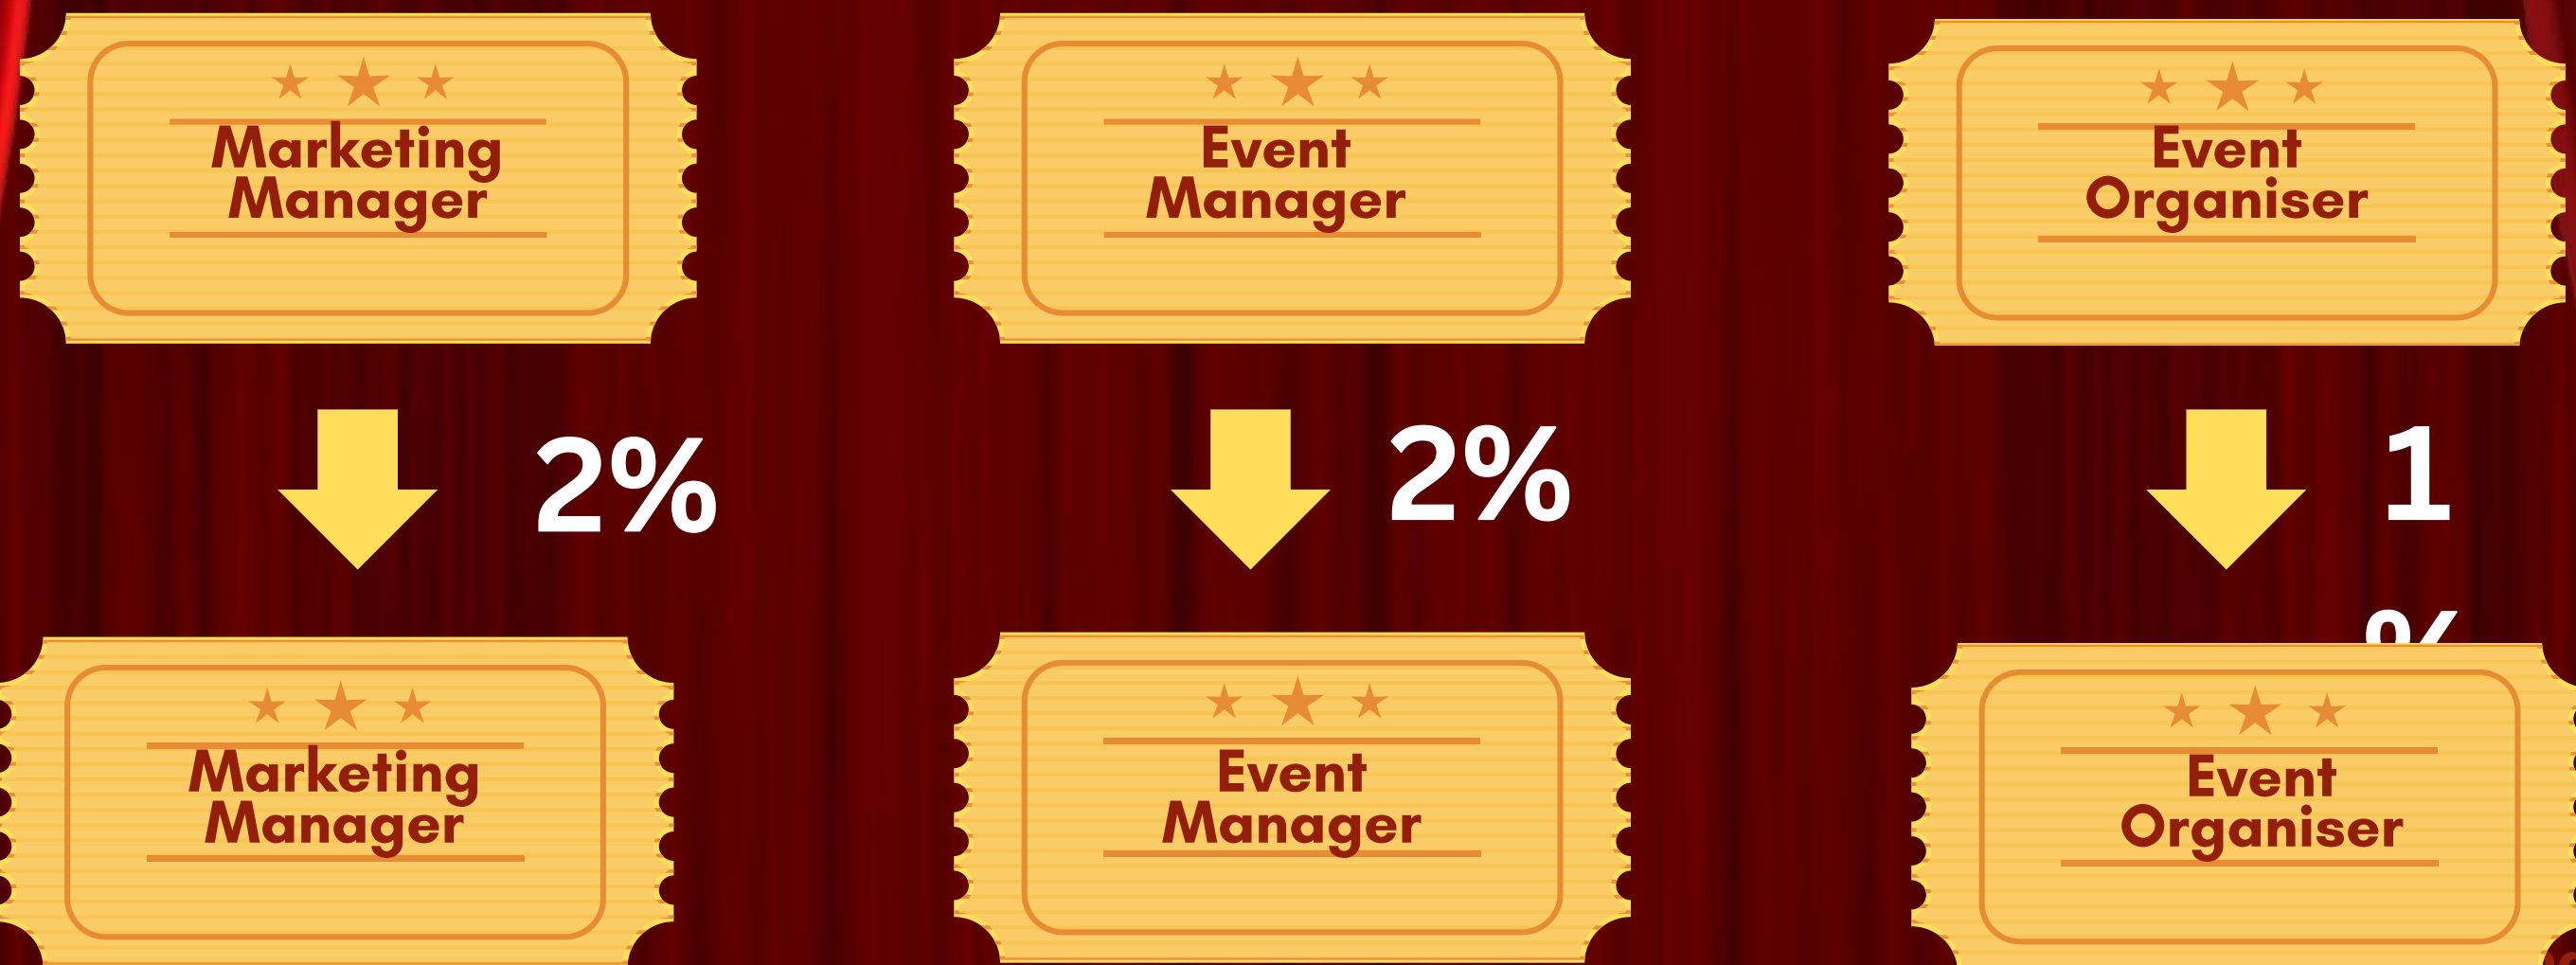 Marketing
Manager
Event
Manager
Event
Organiser
2%
2%
1
%
Marketing
Manager
Event
Manager
Event
Organiser